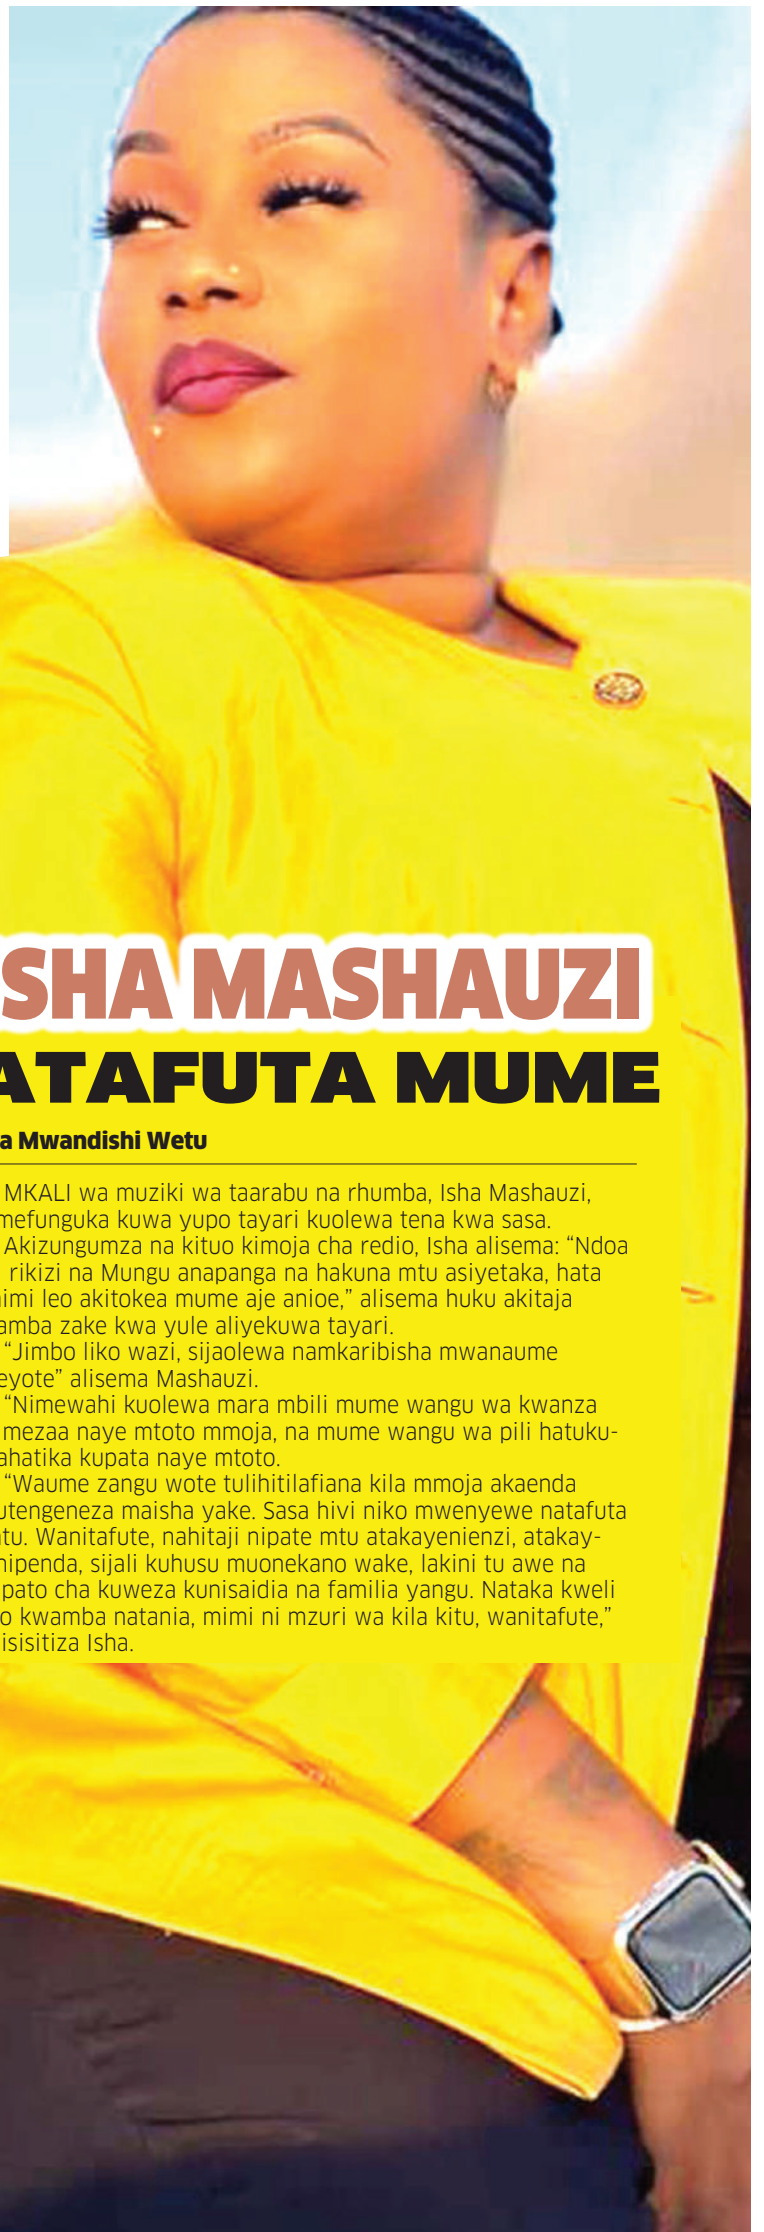 SHA MASHAUZI
ATAFUTA MUME
a Mwandishi Wetu
MKALI wa muziki wa taarabu na rhumba, Isha Mashauzi,
mefunguka kuwa yupo tayari kuolewa tena kwa sasa.
Akizungumza na kituo kimoja cha redio, Isha alisema: “Ndoa
rikizi na Mungu anapanga na hakuna mtu asiyetaka, hata
imi leo akitokea mume aje anioe,” alisema huku akitaja
amba zake kwa yule aliyekuwa tayari.
“Jimbo liko wazi, sijaolewa namkaribisha mwanaume
eyote” alisema Mashauzi.
“Nimewahi kuolewa mara mbili mume wangu wa kwanza
mezaa naye mtoto mmoja, na mume wangu wa pili hatuku-
ahatika kupata naye mtoto.
“Waume zangu wote tulihitilafiana kila mmoja akaenda
utengeneza maisha yake. Sasa hivi niko mwenyewe natafuta
tu. Wanitafute, nahitaji nipate mtu atakayenienzi, atakay-
nipenda, sijali kuhusu muonekano wake, lakini tu awe na
pato cha kuweza kunisaidia na familia yangu. Nataka kweli
o kwamba natania, mimi ni mzuri wa kila kitu, wanitafute,”
isisitiza Isha.